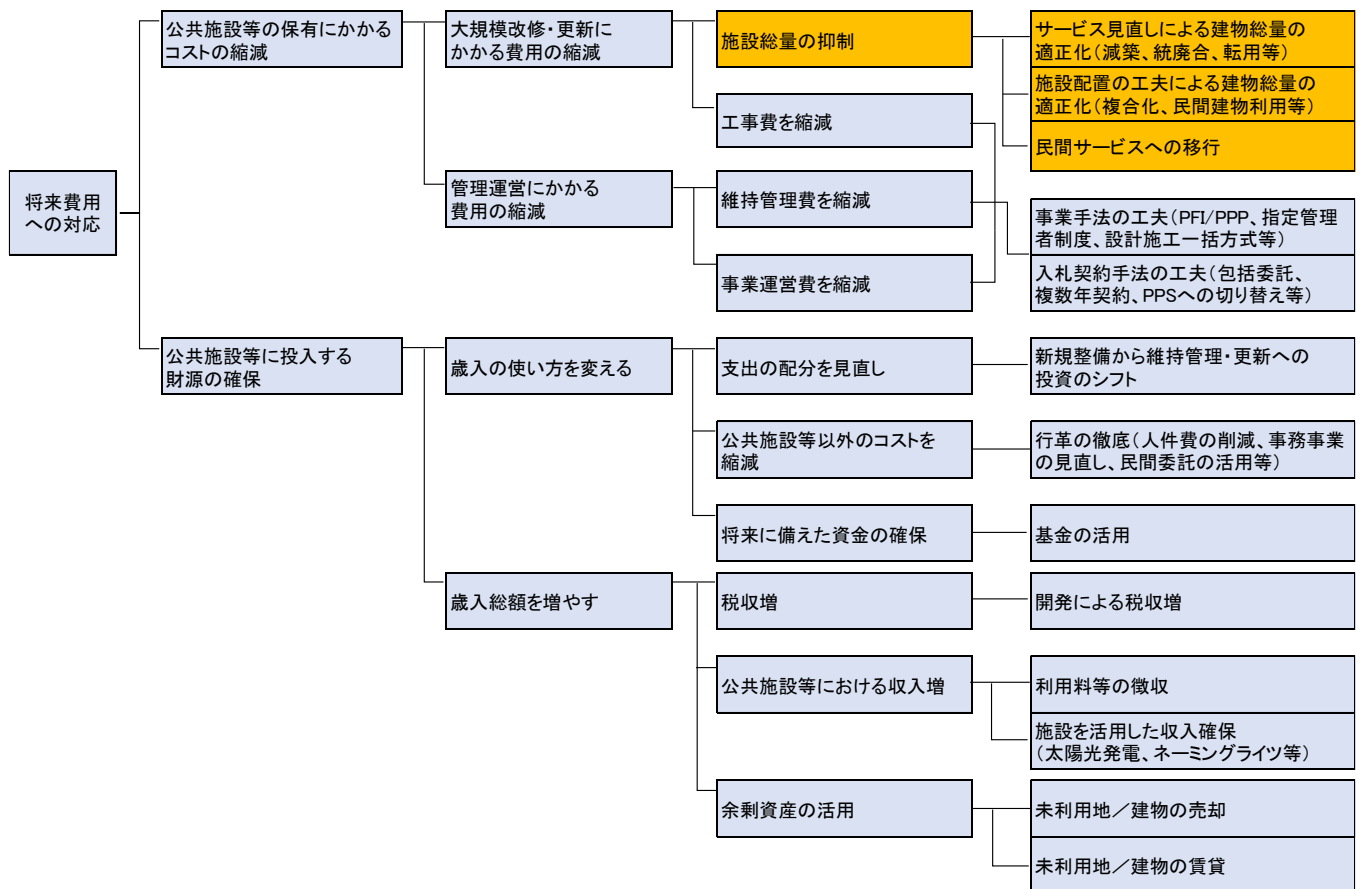 将来費用
への対応
公共施設等の保有にかかる
コストの縮減
大規模改修・更新に
かかる費用の縮減
施設総量の抑制
サービス見直しによる建物総量の
適正化（減築、統廃合、転用等）
施設配置の工夫による建物総量の
適正化（複合化、民間建物利用等）
民間サービスへの移行
工事費を縮減
管理運営にかかる
費用の縮減
維持管理費を縮減
事業運営費を縮減
事業手法の工夫（PFI/PPP、指定管理
者制度、設計施工一括方式等）
入札契約手法の工夫（包括委託、
複数年契約、PPSへの切り替え等）
公共施設等に投入する
財源の確保
歳入の使い方を変える
支出の配分を見直し
新規整備から維持管理・更新への
投資のシフト
公共施設等以外のコストを
縮減
行革の徹底（人件費の削減、事務事業
の見直し、民間委託の活用等）
将来に備えた資金の確保
基金の活用
歳入総額を増やす
税収増
開発による税収増
公共施設等における収入増
利用料等の徴収
施設を活用した収入確保
（太陽光発電、ネーミングライツ等）
余剰資産の活用
未利用地／建物の売却
未利用地／建物の賃貸